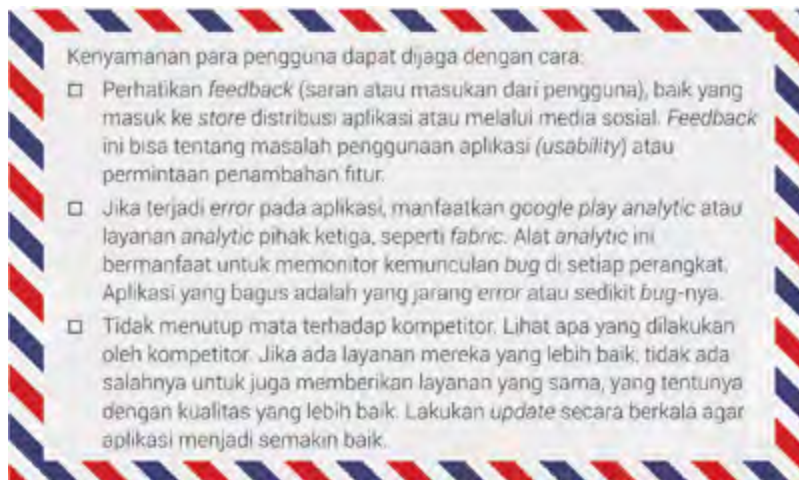 Kenyamanan para pengguna dapat dijaga dengan cara:
Perhatikan feedback (saran atau masukan dari pengguna), baik yang
masuk ke store distribusi aplikasi atau melalui media sosial. Feedback
ini bisa tentang masalah penggunaan aplikasi (usability) atau
permintaan penambahan fitur.
Jika terjadi error pada aplikasi, manfaatkan google play analytic atau
layanan analytic pihak ketiga, seperti fabric. Alat analytic ini
bermanfaat untuk memonitor kemunculan bug di setiap perangkat.
Aplikasi yang bagus adalah yang jarang error atau sedikit bug-nya.
Tidak menutup mata terhadap kompetitor. Lihat apa yang dilakukan
oleh kompetitor. Jika ada layanan mereka yang lebih baik, tidak ada
salahnya untuk juga memberikan layanan yang sama, yang tentunya
dengan kualitas yang lebih baik. Lakukan update secara berkala agar
aplikasi menjadi semakin baik.